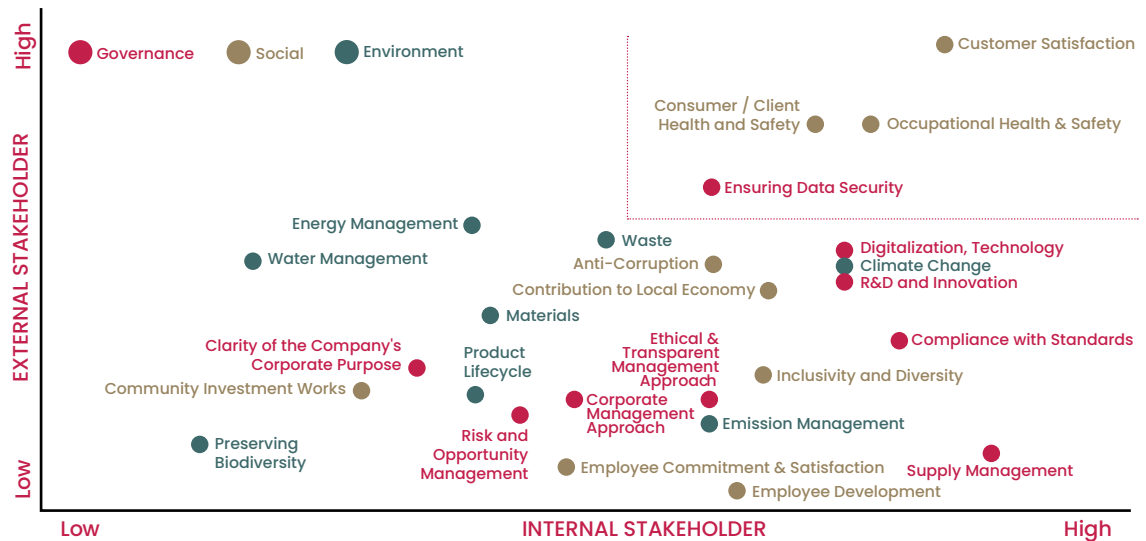 High
Governance
Social
Environment
Customer Satisfaction
Consumer / Client
Health and Safety
Occupational Health & Safety
Ensuring Data Security
EXTERNAL STAKEHOLDER
Energy Management
Waste
Water Management
Anti-Corruption
Digitalization, Technology
Climate Change
R&D and Innovation
Contribution to Local Economy
Materials
Clarity of the Company's
Corporate Purpose
Product
Lifecycle
Ethical &
Transparent
Management
Approach
Compliance with Standards
Inclusivity and Diversity
Community Investment Works
Corporate
Management
Approach
Emission Management
Risk and
Opportunity
Management
Preserving
Biodiversity
Employee Commitment & Satisfaction
Supply Management
Employee Development
Low
Low
INTERNAL STAKEHOLDER
High